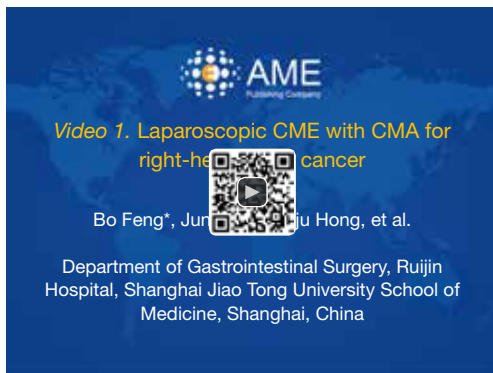 AME
Publishing Company
Video 1. Laparoscopic CME with CMA for
right-he cancer
Bo Feng*, Jun ju Hong, et al.
Department of Gastrointestinal Surgery, Ruijin
Hospital, Shanghai Jiao Tong University School of
Medicine, Shanghai, China